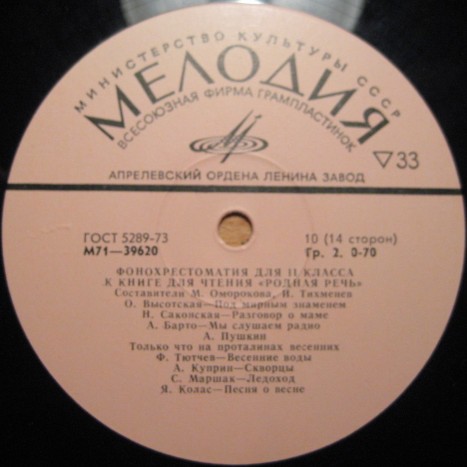 МИНИСТЕРСТВО КУЛЬТУРЫ СССР
МЕЛОДИЯ
ВСЕСОЮЗНАЯ ФИРМА ГРАМПЛАСТИНОК
▽33
АПРЕЛЕВСКИЙ ОРДЕНА ЛЕНИНА ЗАВОД
ГОСТ 5289-73
10 (14 сторон)
М71—39620
Гр. 2. 0-70
ФОНОХРЕСТОМАТИЯ ДЛЯ II КЛАССА
К КНИГЕ ДЛЯ ЧТЕНИЯ «РОДНАЯ РЕЧЬ»
Составители М. Оморокова, И. Тихменев
О. Высотская—Под мирным знаменем
Н. Саконская—Разговор о маме
А. Барто—Мы слушаем радио
А. Пушкин
Только что на проталинах весенних
Ф. Тютчев—Весенние воды
А. Куприн—Скворцы
С. Маршак—Ледоход
Я. Колас—Песня о весне